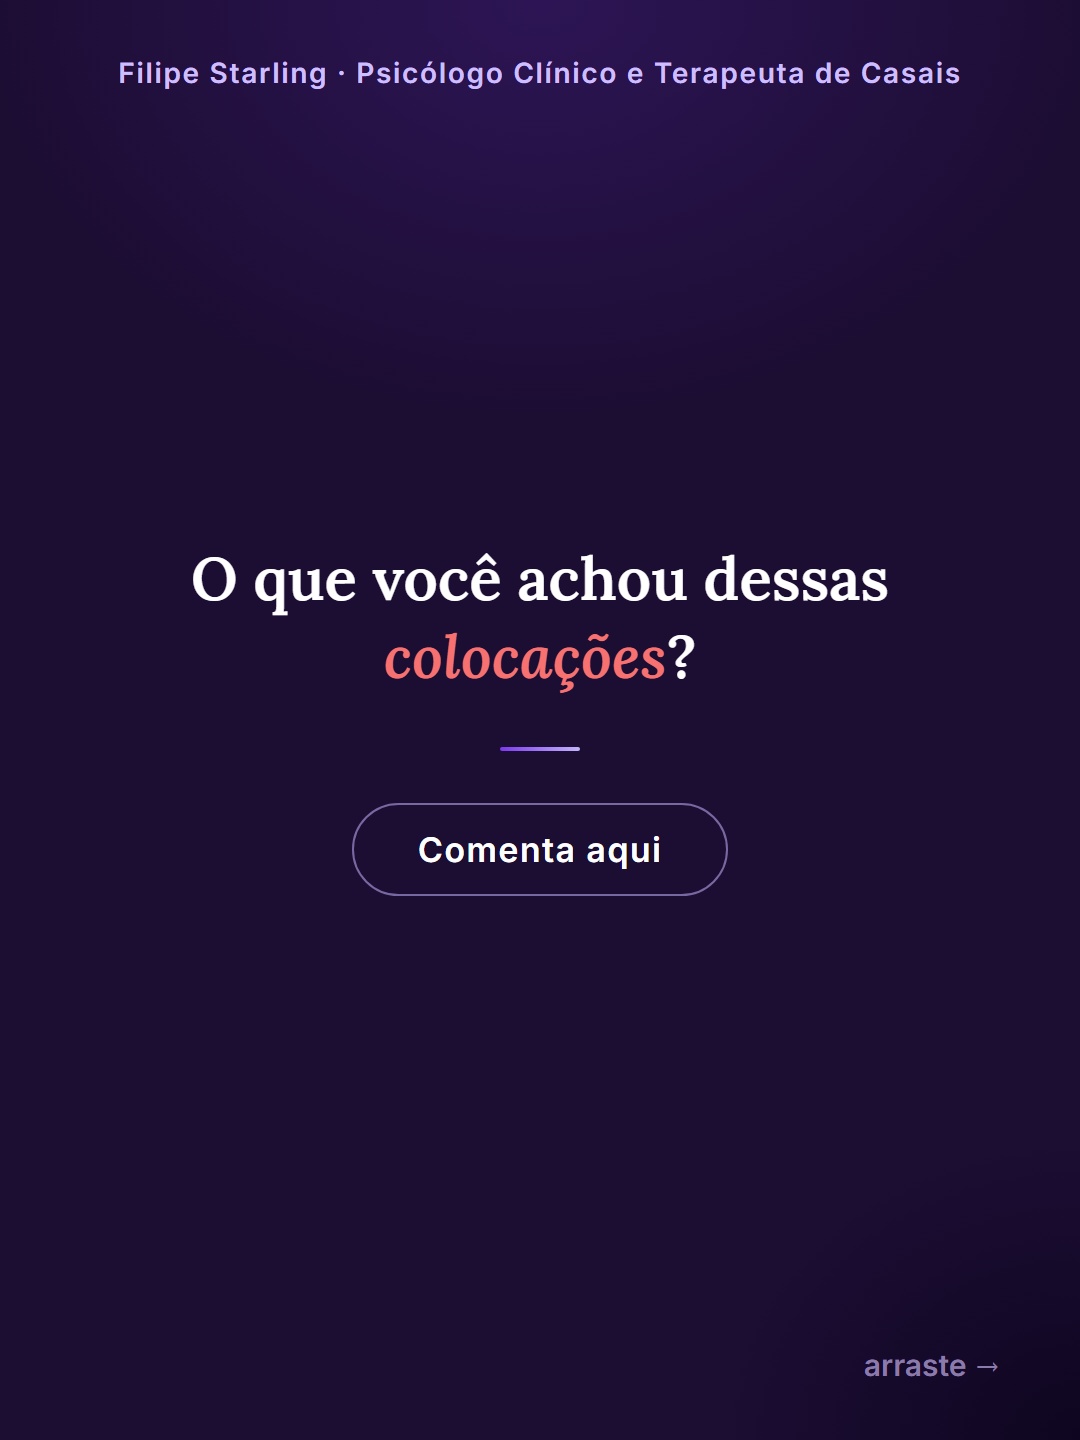 Filipe Starling · Psicólogo Clínico e Terapeuta de Casais
O que você achou dessas
colocações?
Comenta aqui
arraste →